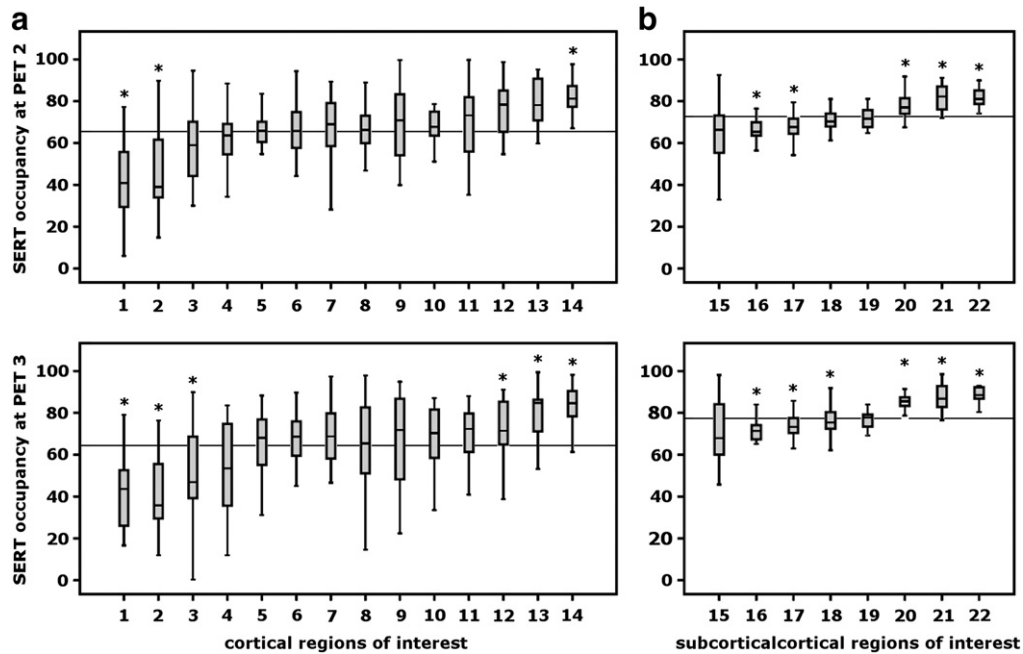 a
b
SERT occupancy at PET 2
100
80
60
40
20
0
* * *
1 2 3 4 5 6 7 8 9 10 11 12 13 14
100
80
60
40
20
0
* * * * *
15 16 17 18 19 20 21 22
SERT occupancy at PET 3
100
80
60
40
20
0
* * * * * *
1 2 3 4 5 6 7 8 9 10 11 12 13 14
cortical regions of interest
100
80
60
40
20
0
* * * * * *
15 16 17 18 19 20 21 22
subcorticalcortical regions of interest